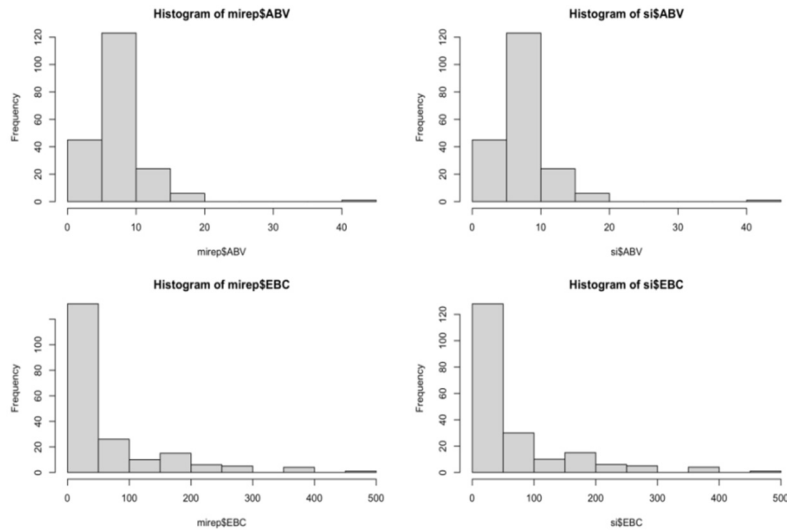 Histogram of mirep$ABV
Frequency
0 20 40 60 80 100 120
0 10 20 30 40
mirep$ABV
Histogram of si$ABV
Frequency
0 20 40 60 80 100 120
0 10 20 30 40
si$ABV
Histogram of mirep$EBC
Frequency
0 20 40 60 80 100
0 100 200 300 400 500
mirep$EBC
Histogram of si$EBC
Frequency
0 20 40 60 80 100 120
0 100 200 300 400 500
si$EBC